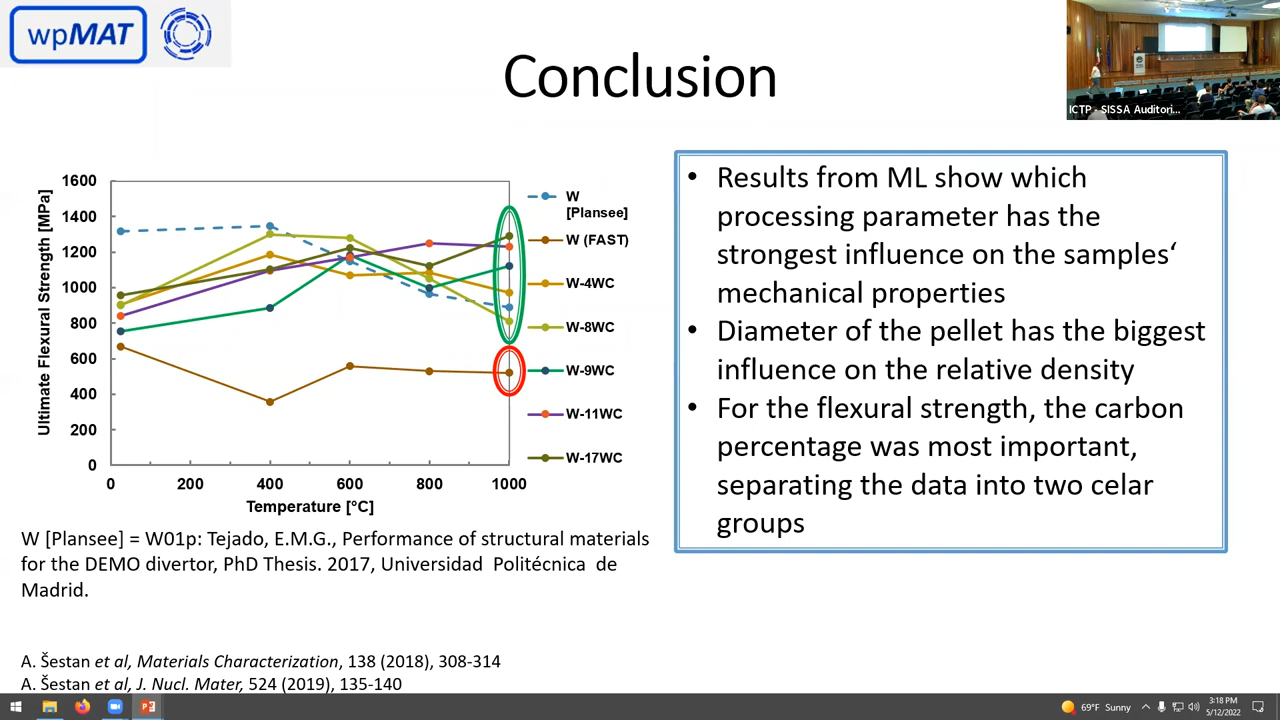 wpMAT
Conclusion
ICTP - SISSA Auditori...
1600
1400
1200
1000
800
600
400
200
0
Ultimate Flexural Strength [MPa]
0 200 400 600 800 1000
Temperature [°C]
W
[Plansee]
W (FAST)
W-4WC
W-8WC
W-9WC
W-11WC
W-17WC
• Results from ML show which
processing parameter has the
strongest influence on the samples‘
mechanical properties
• Diameter of the pellet has the biggest
influence on the relative density
• For the flexural strength, the carbon
percentage was most important,
separating the data into two celar
groups
W [Plansee] = W01p: Tejado, E.M.G., Performance of structural materials
for the DEMO divertor, PhD Thesis. 2017, Universidad Politécnica de
Madrid.
A. Šestan et al, Materials Characterization, 138 (2018), 308-314
A. Šestan et al, J. Nucl. Mater, 524 (2019), 135-140
69°F Sunny
3:18 PM
5/12/2022